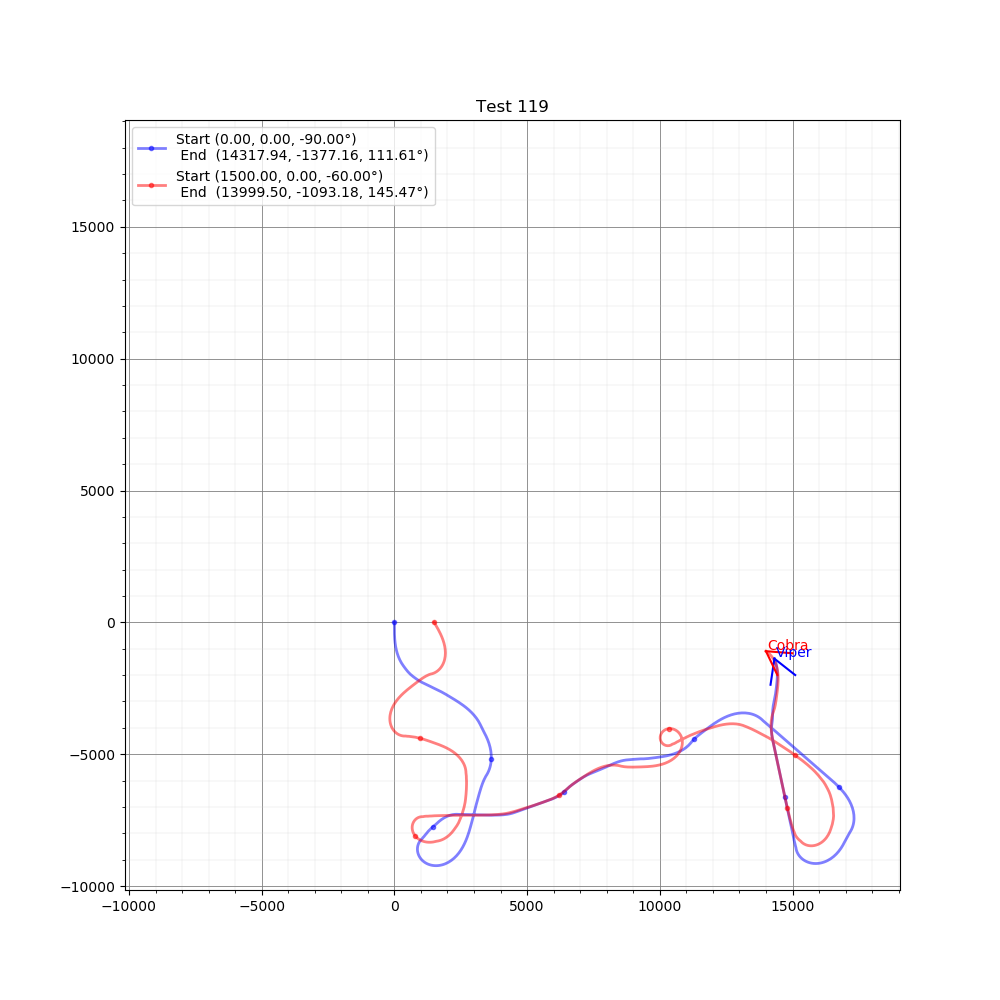 Test 119
Start (0.00, 0.00, -90.00°)
End (14317.94, -1377.16, 111.61°)
Start (1500.00, 0.00, -60.00°)
End (13999.50, -1093.18, 145.47°)
15000
10000
5000
0
−5000
−10000
Cobra
Viper
−10000 −5000 0 5000 10000 15000